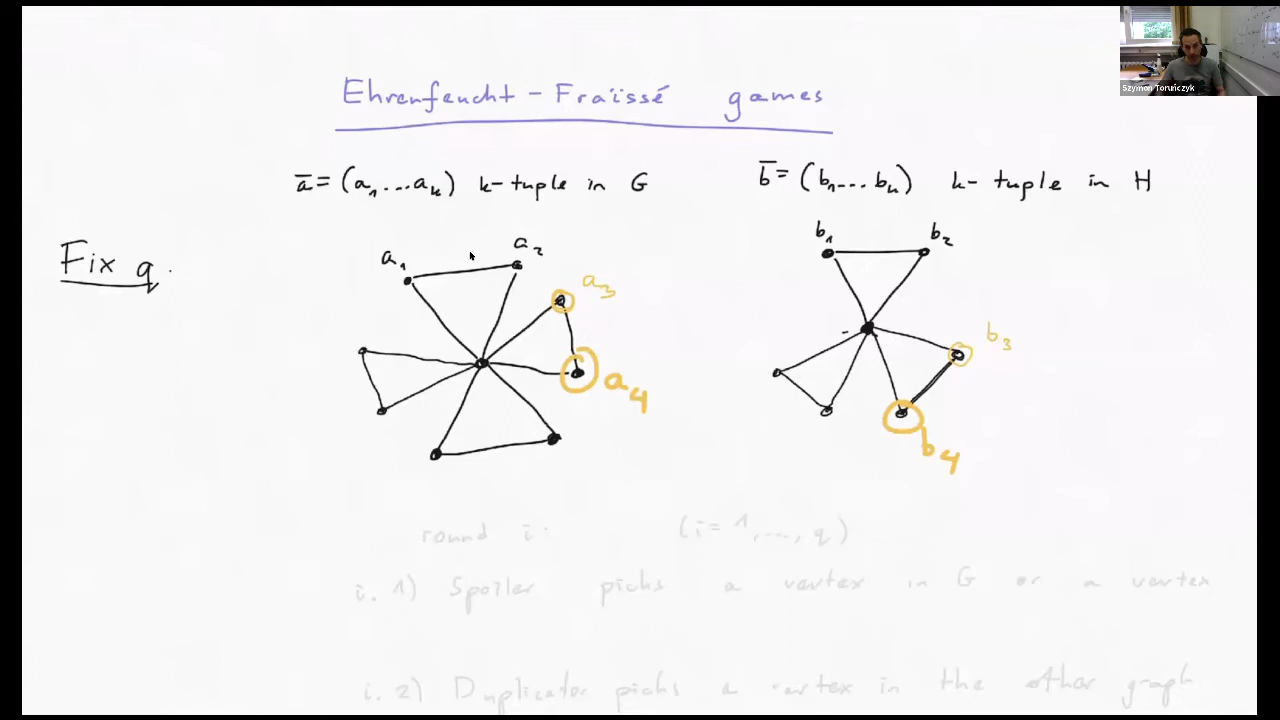 Szymon Toruńczyk
Ehrenfeucht - Fraïssé games
a̅ = (a₁ ... aₖ) k-tuple in G
b̅ = (b₁ ... bₖ) k-tuple in H
Fix q.
a₁ a₂
a₃
a₄
b₁ b₂
b₃
b₄
round i: (i = 1, ..., q)
i. 1) Spoiler picks a vertex in G or a vertex
i. 2) Duplicator picks a vertex in the other graph